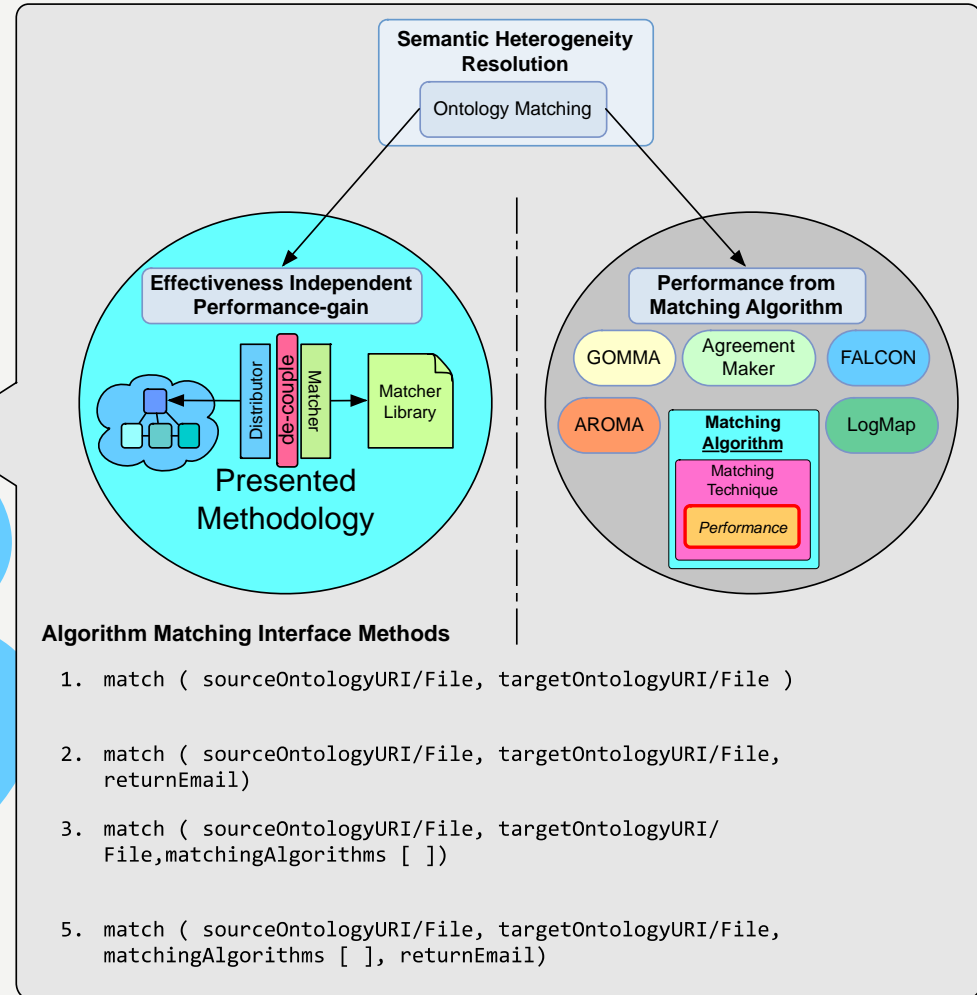 Semantic Heterogeneity
Resolution
Ontology Matching
Effectiveness Independent
Performance-gain
Distributor
de-couple
Matcher
Matcher
Library
Presented
Methodology
Performance from
Matching Algorithm
GOMMA
Agreement
Maker
FALCON
AROMA
Matching
Algorithm
LogMap
Matching
Technique
Performance
Algorithm Matching Interface Methods
1. match ( sourceOntologyURI/File, targetOntologyURI/File )
2. match ( sourceOntologyURI/File, targetOntologyURI/File,
returnEmail)
3. match ( sourceOntologyURI/File, targetOntologyURI/
File,matchingAlgorithms [ ])
5. match ( sourceOntologyURI/File, targetOntologyURI/File,
matchingAlgorithms [ ], returnEmail)